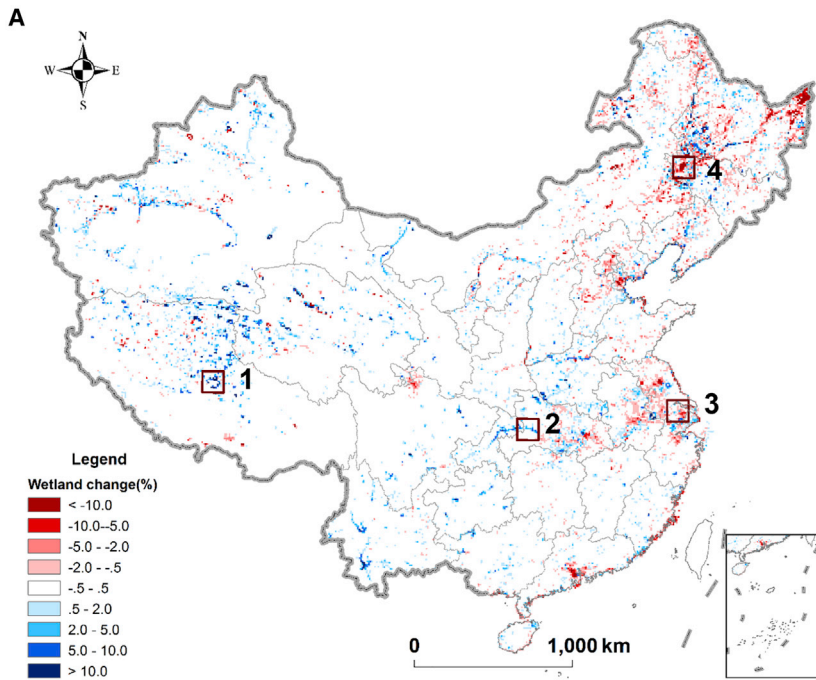 A
N
W E
S
4
1
2
3
Legend
Wetland change(%)
< -10.0
-10.0--5.0
-5.0 - -2.0
-2.0 - -.5
-.5 - .5
.5 - 2.0
2.0 - 5.0
5.0 - 10.0
> 10.0
0 1,000 km